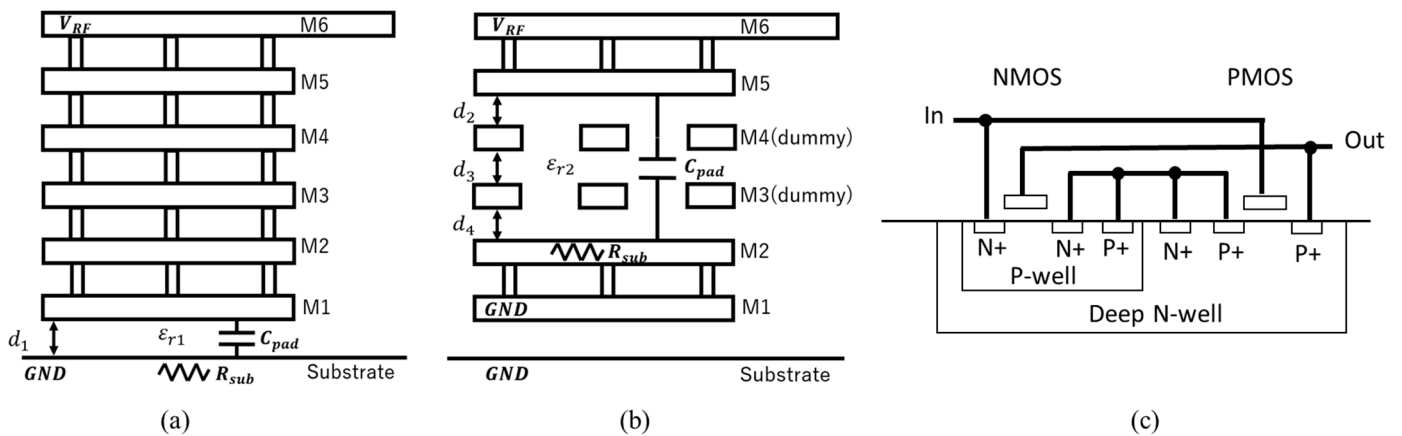 V_RF M6
M5
M4
M3
M2
M1
d_1 ε_r1 C_pad
GND R_sub Substrate
(a)
V_RF M6
M5
d_2 M4(dummy)
d_3 ε_r2 C_pad
M3(dummy)
d_4
R_sub M2
GND M1
GND Substrate
(b)
NMOS PMOS
In
Out
N+ N+ P+ N+ P+ P+
P-well
Deep N-well
(c)